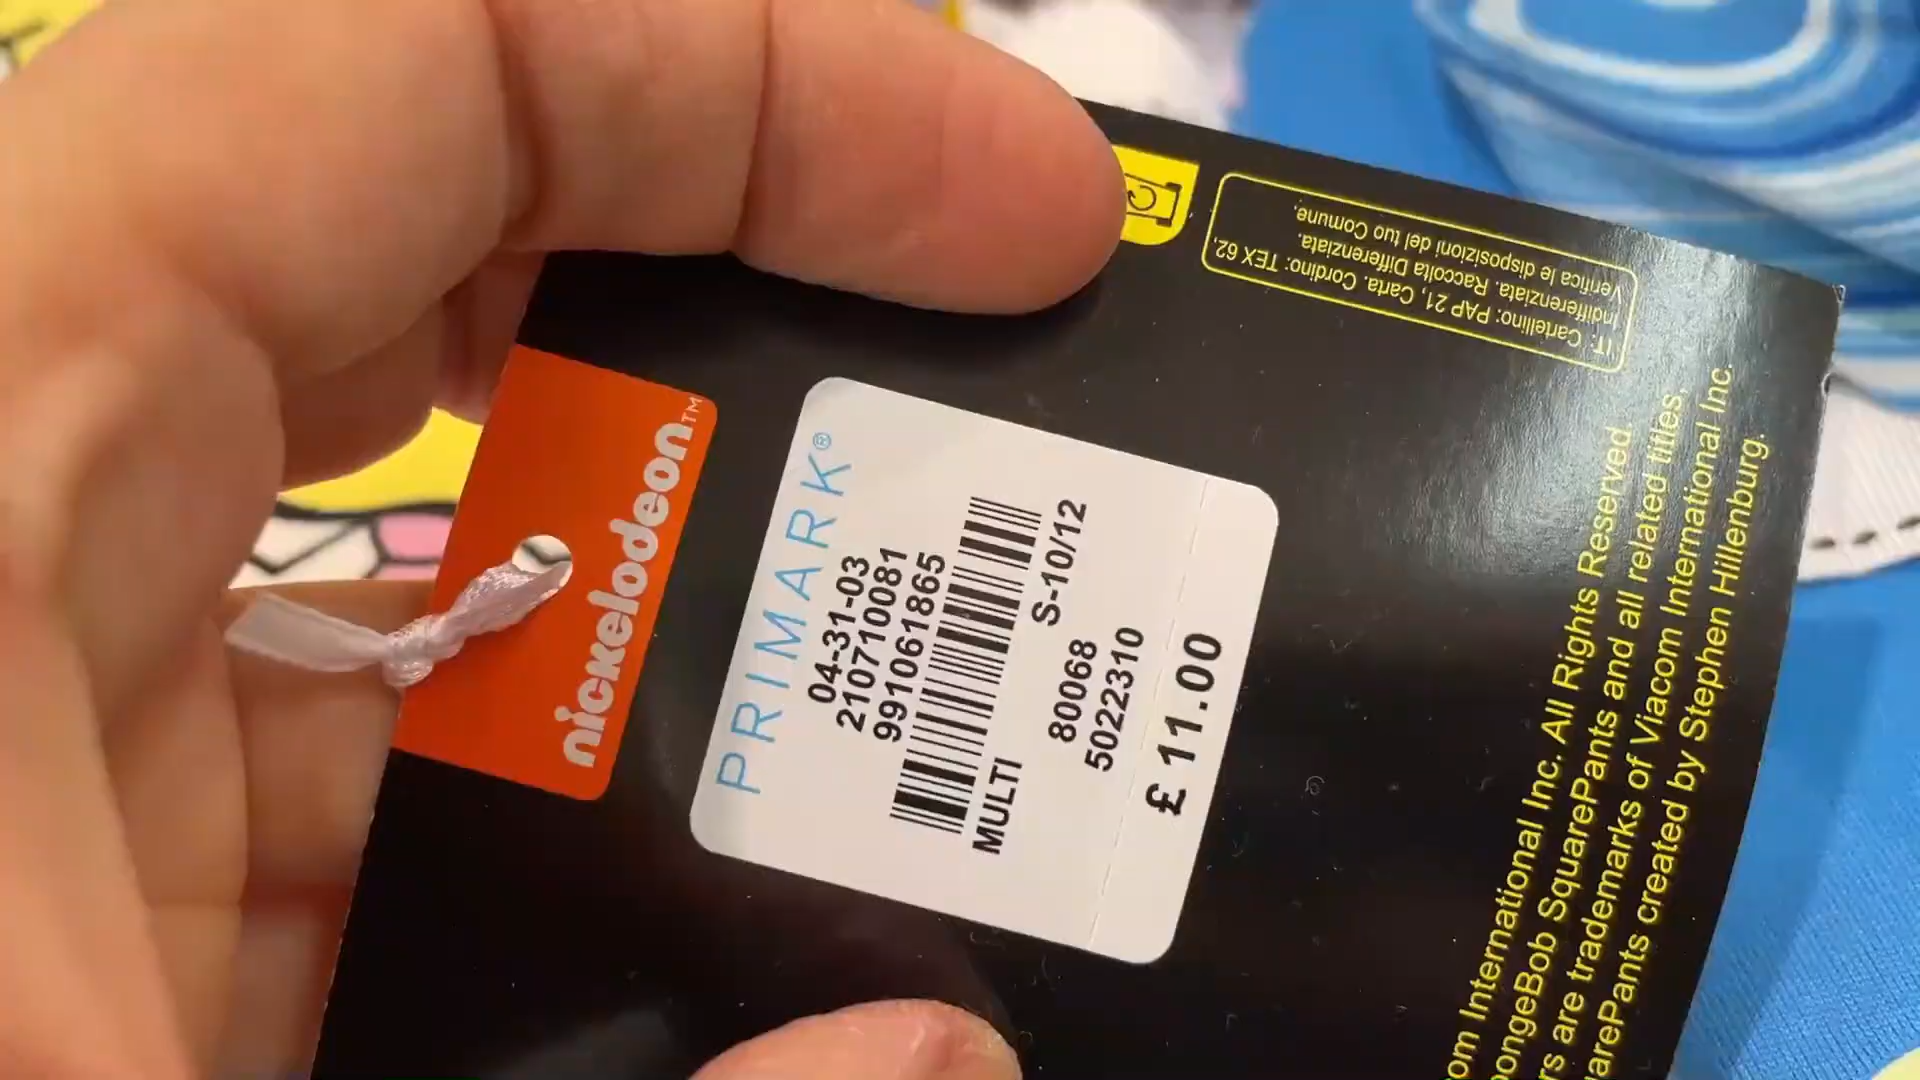 nickelodeon™
PRIMARK®
04-31-03
210710081
991061865
MULTI S-10/12
80068
5022310
£ 11.00
IT: Cartellino: PAP 21, Carta. Cordino: TEX 62,
Indifferenziata. Raccolta Differenziata.
Verifica le disposizioni del tuo Comune.
International Inc. All Rights Reserved.
SquarePants and all related titles,
are trademarks of Viacom International Inc.
created by Stephen Hillenburg.